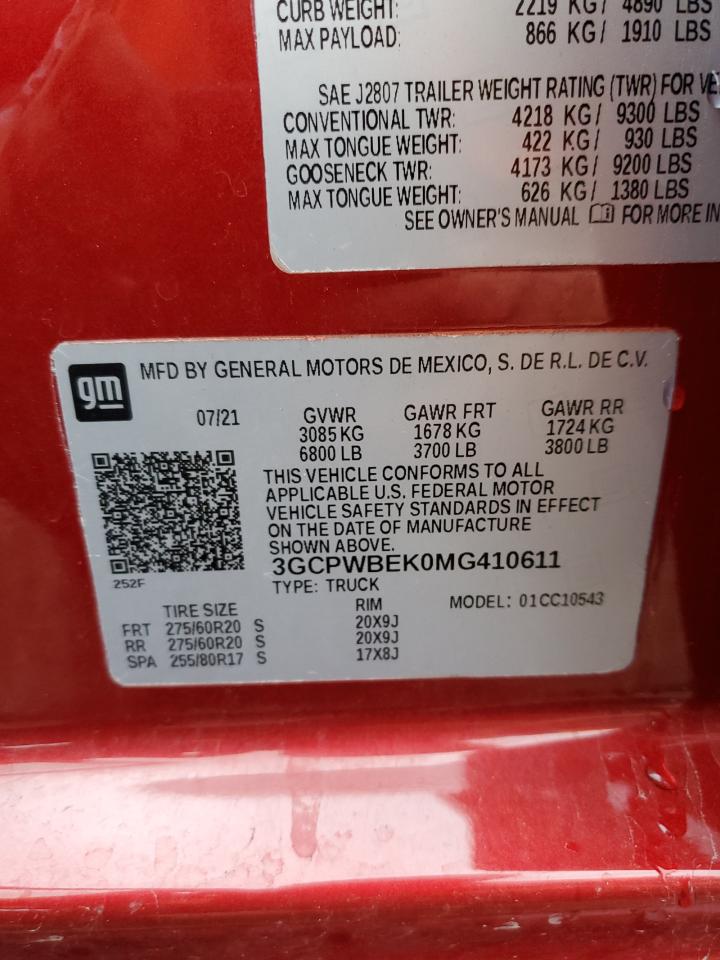 CURB WEIGHT: 2219 KG/ 4890 LBS
MAX PAYLOAD: 866 KG/ 1910 LBS
SAE J2807 TRAILER WEIGHT RATING (TWR) FOR
CONVENTIONAL TWR: 4218 KG/ 9300 LBS
MAX TONGUE WEIGHT: 422 KG/ 930 LBS
GOOSENECK TWR: 4173 KG/ 9200 LBS
MAX TONGUE WEIGHT: 626 KG/ 1380 LBS
SEE OWNER'S MANUAL FOR MORE
gm MFD BY GENERAL MOTORS DE MEXICO, S. DE R.L. DE C.V.
07/21 GVWR GAWR FRT GAWR RR
3085 KG 1678 KG 1724 KG
6800 LB 3700 LB 3800 LB
THIS VEHICLE CONFORMS TO ALL
APPLICABLE U.S. FEDERAL MOTOR
VEHICLE SAFETY STANDARDS IN EFFECT
ON THE DATE OF MANUFACTURE
SHOWN ABOVE.
3GCPWBEK0MG410611
252F TYPE: TRUCK
TIRE SIZE RIM MODEL: 01CC10543
FRT 275/60R20 S 20X9J
RR 275/60R20 S 20X9J
SPA 255/80R17 S 17X8J